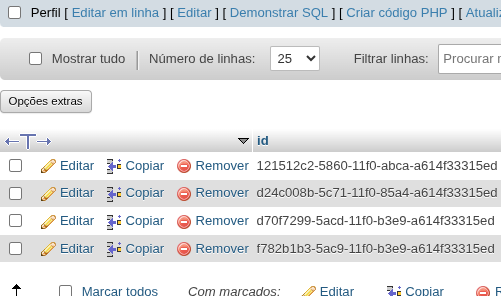 Perfil [ Editar em linha ] [ Editar ] [ Demonstrar SQL ] [ Criar código PHP ] [ Atualiz
Mostrar tudo Número de linhas: 25 Filtrar linhas: Procurar n
Opções extras
←T→ id
Editar Copiar Remover 121512c2-5860-11f0-abca-a614f33315ed
Editar Copiar Remover d24c008b-5c71-11f0-85a4-a614f33315ed
Editar Copiar Remover d70f7299-5acd-11f0-b3e9-a614f33315ed
Editar Copiar Remover f782b1b3-5ac9-11f0-b3e9-a614f33315ed
Marcar todos Com marcados: Editar Copiar R